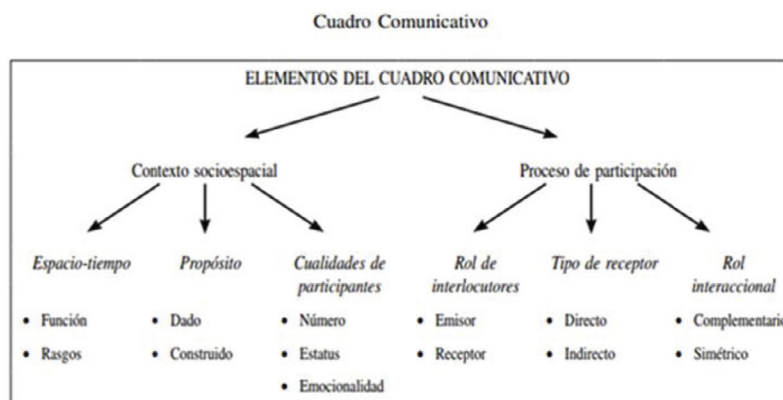 Cuadro Comunicativo
ELEMENTOS DEL CUADRO COMUNICATIVO
Contexto socioespacial
Proceso de participación
Espacio-tiempo
• Función
• Rasgos
Propósito
• Dado
• Construido
Cualidades de
participantes
• Número
• Estatus
• Emocionalidad
Rol de
interlocutores
• Emisor
• Receptor
Tipo de receptor
• Directo
• Indirecto
Rol
interaccional
• Complementario
• Simétrico